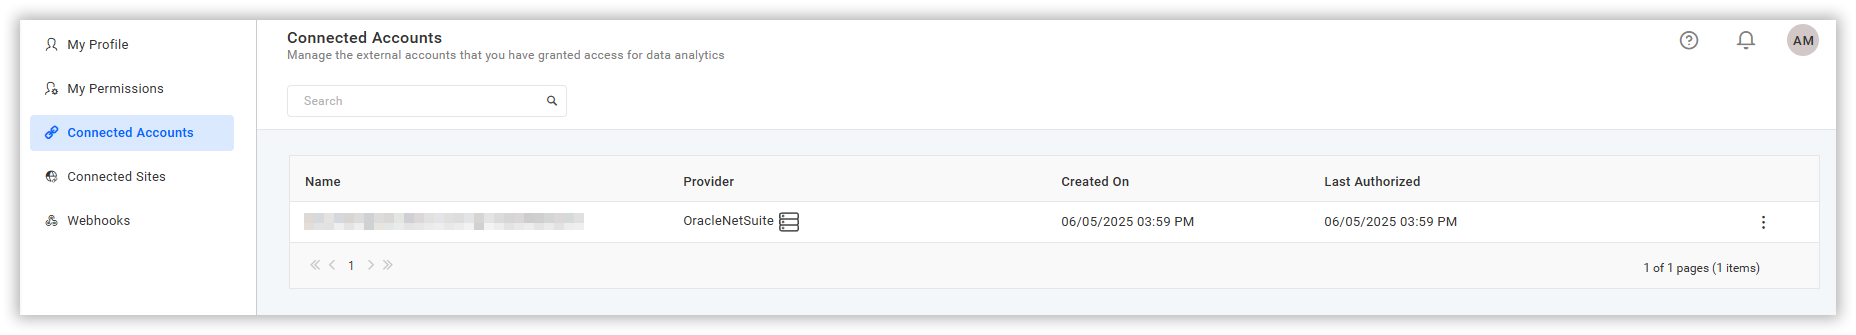 My Profile
My Permissions
Connected Accounts
Connected Sites
Webhooks
Connected Accounts
Manage the external accounts that you have granted access for data analytics
AM
Search
Name Provider Created On Last Authorized
OracleNetSuite 06/05/2025 03:59 PM 06/05/2025 03:59 PM
1
1 of 1 pages (1 items)